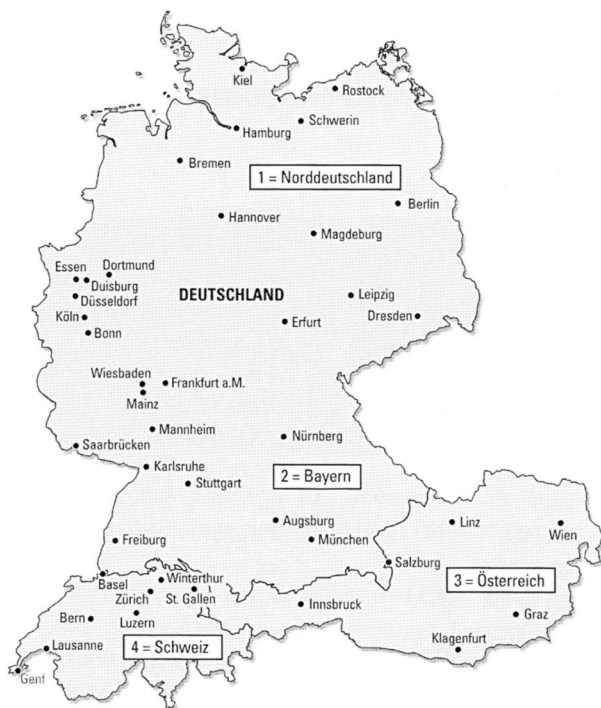 Kiel
Rostock
Schwerin
Hamburg
Bremen
1 = Norddeutschland
Berlin
Hannover
Magdeburg
Essen
Dortmund
Duisburg
Düsseldorf
DEUTSCHLAND
Leipzig
Köln
Erfurt
Dresden
Bonn
Wiesbaden
Frankfurt a.M.
Mainz
Mannheim
Nürnberg
Saarbrücken
Karlsruhe
2 = Bayern
Stuttgart
Augsburg
Linz
Wien
Freiburg
München
Salzburg
Basel
Winterthur
3 = Österreich
Zürich
St. Gallen
Innsbruck
Bern
Luzern
Graz
Lausanne
4 = Schweiz
Klagenfurt
Genf